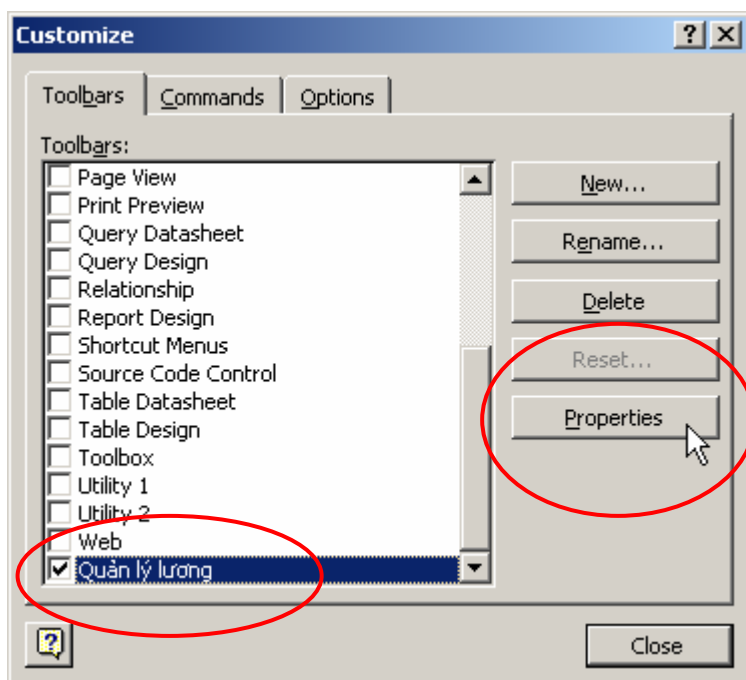 Customize
Toolbars Commands Options
Toolbars:
Page View
Print Preview
Query Datasheet
Query Design
Relationship
Report Design
Shortcut Menus
Source Code Control
Table Datasheet
Table Design
Toolbox
Utility 1
Utility 2
Web
Quản lý lương
New...
Rename...
Delete
Reset...
Properties
Close